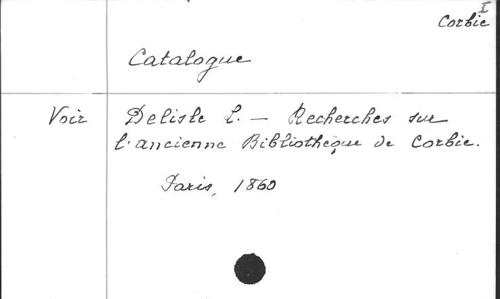 I
Corbie
Catalogue
Voir Delisle L. — Recherches sur
l'ancienne Bibliothèque de Corbie.
Paris, 1860